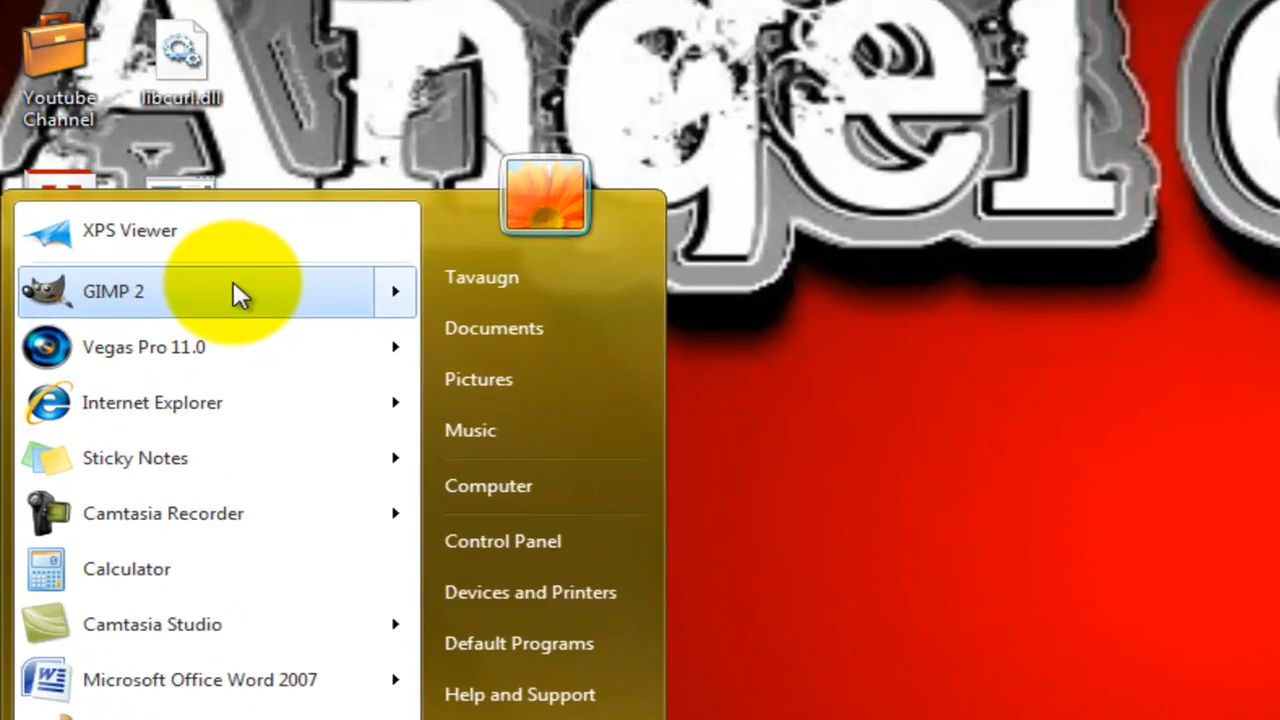 Angel
Youtube
Channel
libcurl.dll
XPS Viewer
GIMP 2
Vegas Pro 11.0
Internet Explorer
Sticky Notes
Camtasia Recorder
Calculator
Camtasia Studio
Microsoft Office Word 2007
Tavaugn
Documents
Pictures
Music
Computer
Control Panel
Devices and Printers
Default Programs
Help and Support